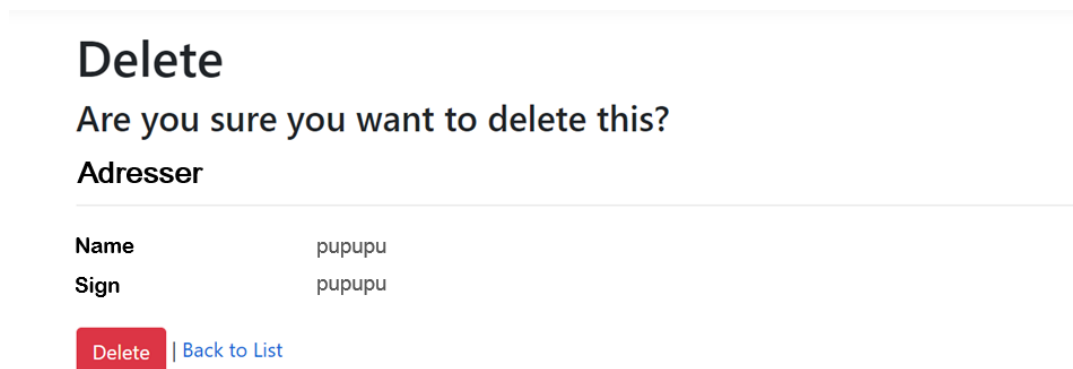 Delete
Are you sure you want to delete this?
Adresser
Name pupupu
Sign pupupu
Delete | Back to List